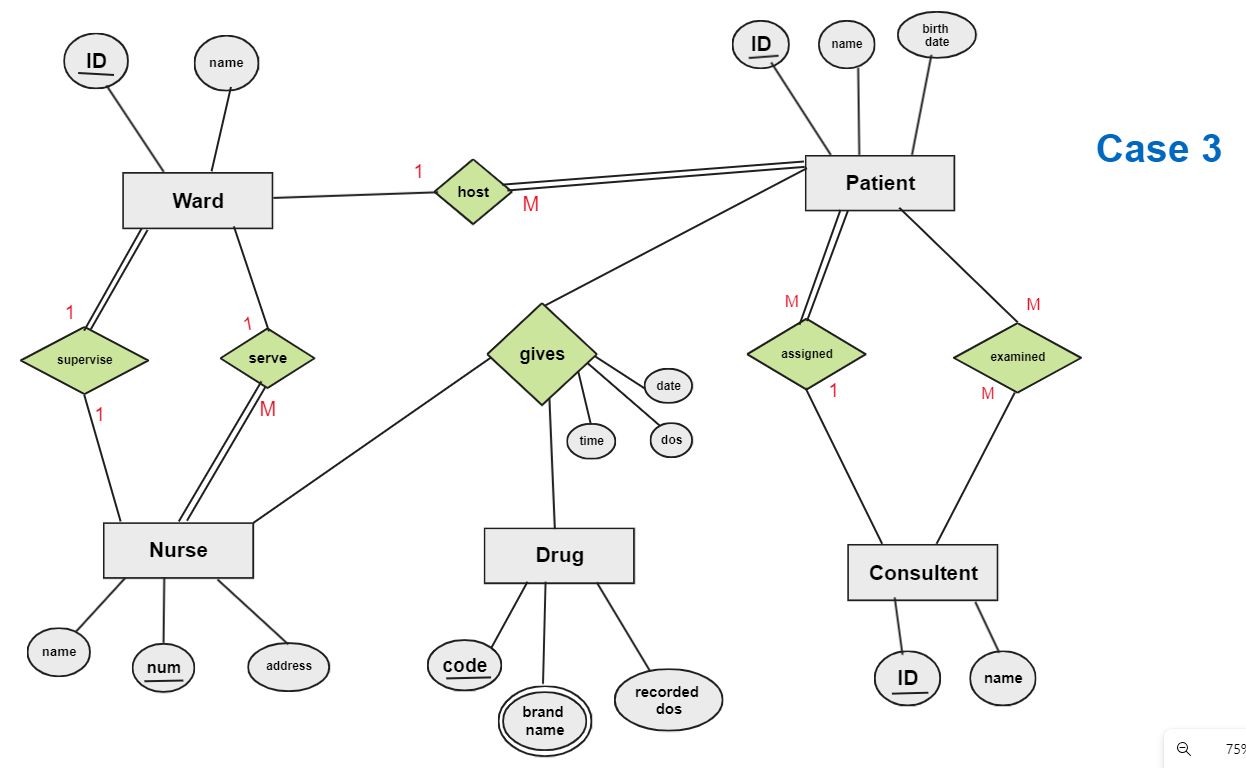 ID
name
ID
name
birth
date
Case 3
Ward
1
host
M
Patient
1
supervise
1
1
serve
M
gives
date
time
dos
M
assigned
1
M
examined
M
Nurse
Drug
Consultent
name
num
address
code
brand
name
recorded
dos
ID
name
75%